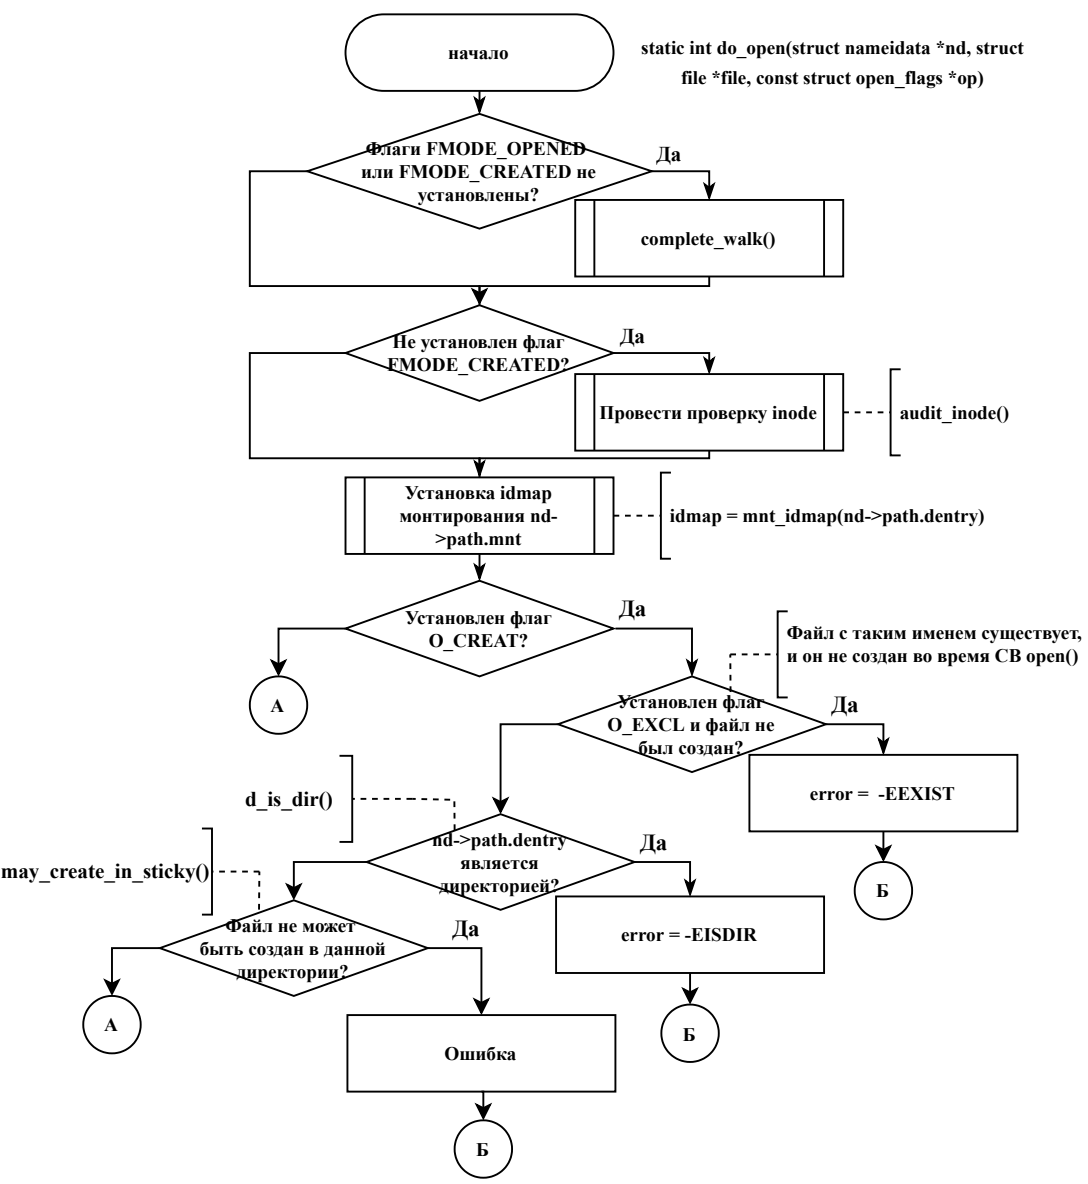 начало
static int do_open(struct nameidata *nd, struct
file *file, const struct open_flags *op)
Флаги FMODE_OPENED
или FMODE_CREATED не
установлены?
Да
complete_walk()
Не установлен флаг
FMODE_CREATED?
Да
Провести проверку inode
audit_inode()
Установка idmap
монтирования nd-
>path.mnt
idmap = mnt_idmap(nd->path.dentry)
Установлен флаг
O_CREAT?
Да
Файл с таким именем существует,
и он не создан во время СВ open()
А
Установлен флаг
O_EXCL и файл не
был создан?
Да
error =  -EEXIST
Б
d_is_dir()
nd->path.dentry
является
директорией?
Да
error = -EISDIR
Б
may_create_in_sticky()
Файл не может
быть создан в данной
директории?
Да
А
Ошибка
Б